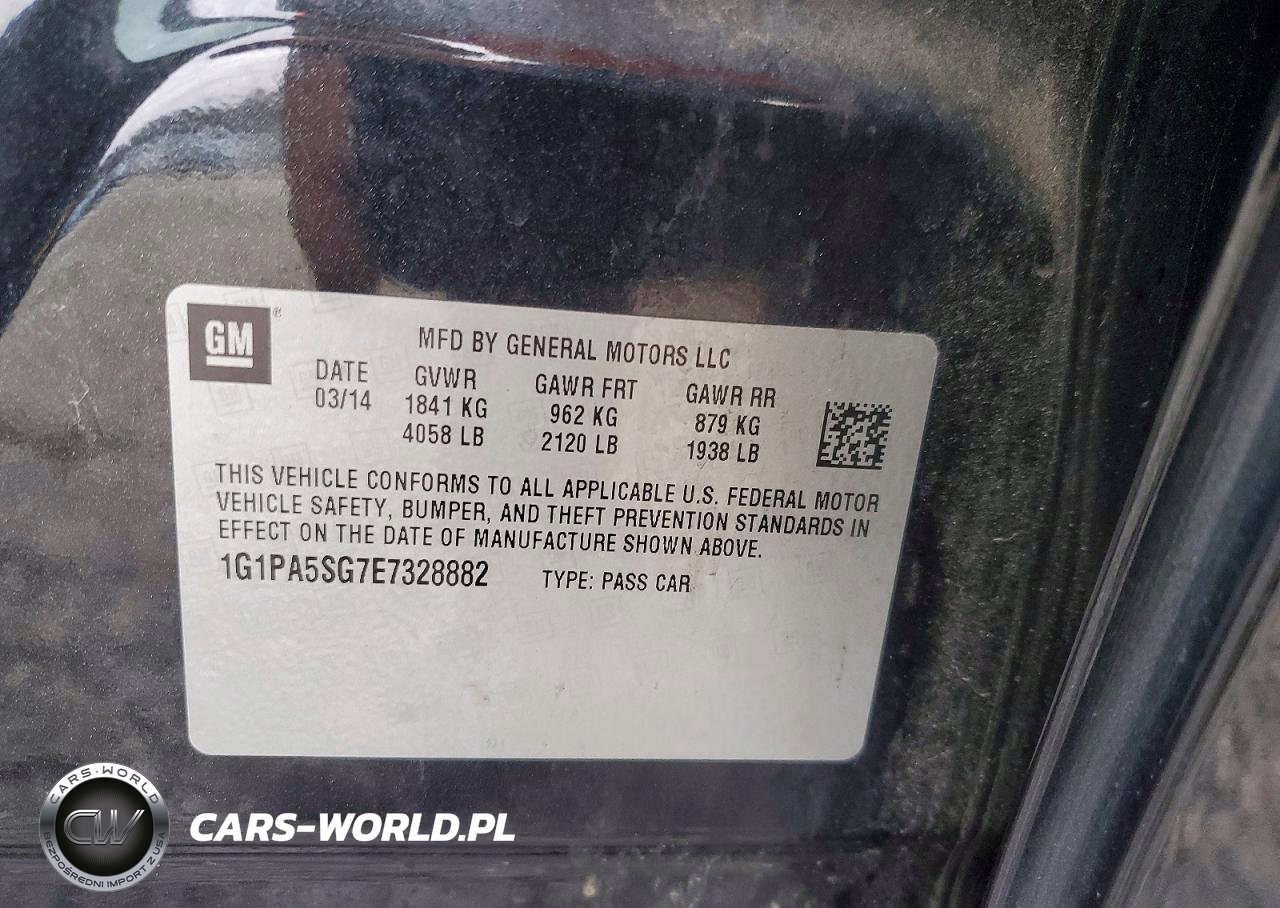 GM ®
MFD BY GENERAL MOTORS LLC
DATE GVWR GAWR FRT GAWR RR
03/14 1841 KG 962 KG 879 KG
4058 LB 2120 LB 1938 LB
THIS VEHICLE CONFORMS TO ALL APPLICABLE U.S. FEDERAL MOTOR
VEHICLE SAFETY, BUMPER, AND THEFT PREVENTION STANDARDS IN
EFFECT ON THE DATE OF MANUFACTURE SHOWN ABOVE.
1G1PA5SG7E7328882 TYPE: PASS CAR
CARS-WORLD
CW
BEZPOŚREDNI IMPORT Z USA
CARS-WORLD.PL